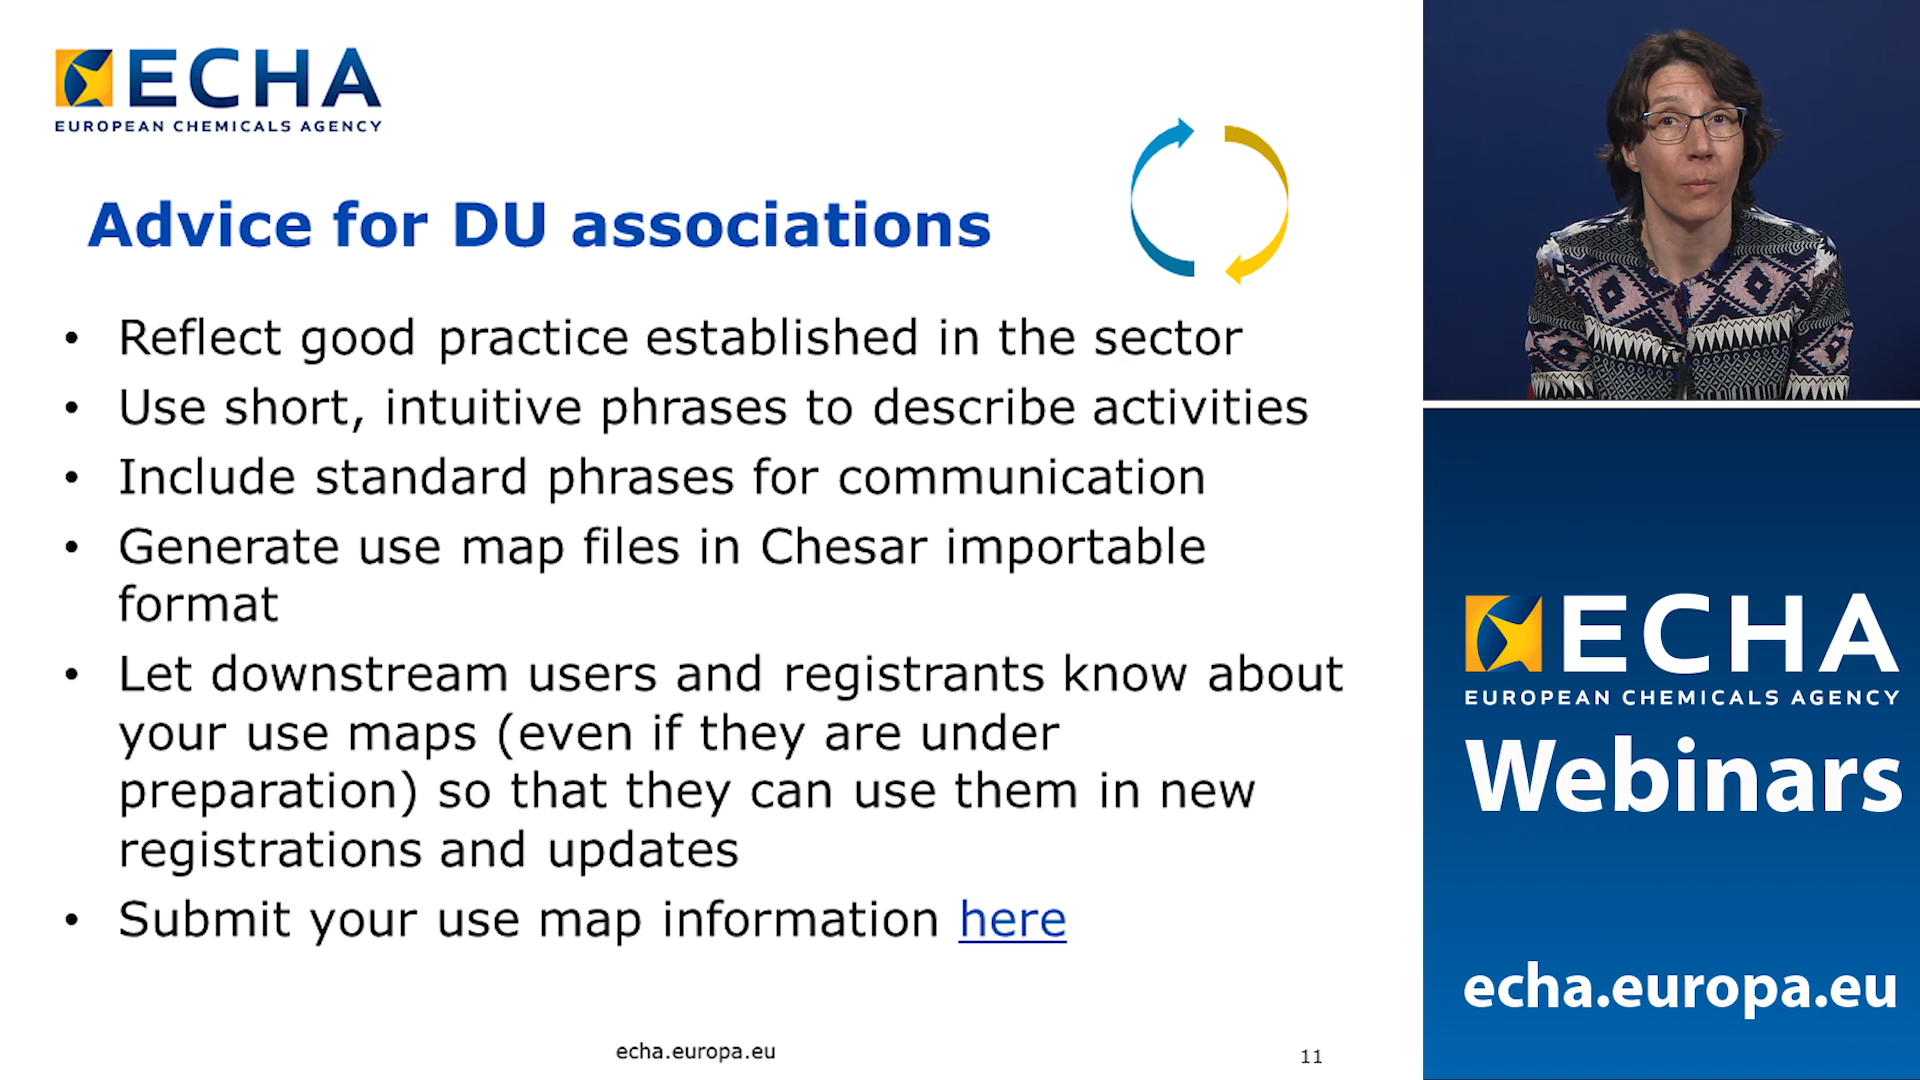 ECHA
EUROPEAN CHEMICALS AGENCY
Advice for DU associations
• Reflect good practice established in the sector
• Use short, intuitive phrases to describe activities
• Include standard phrases for communication
• Generate use map files in Chesar importable
format
• Let downstream users and registrants know about
your use maps (even if they are under
preparation) so that they can use them in new
registrations and updates
• Submit your use map information here
echa.europa.eu
11
ECHA
EUROPEAN CHEMICALS AGENCY
Webinars
echa.europa.eu